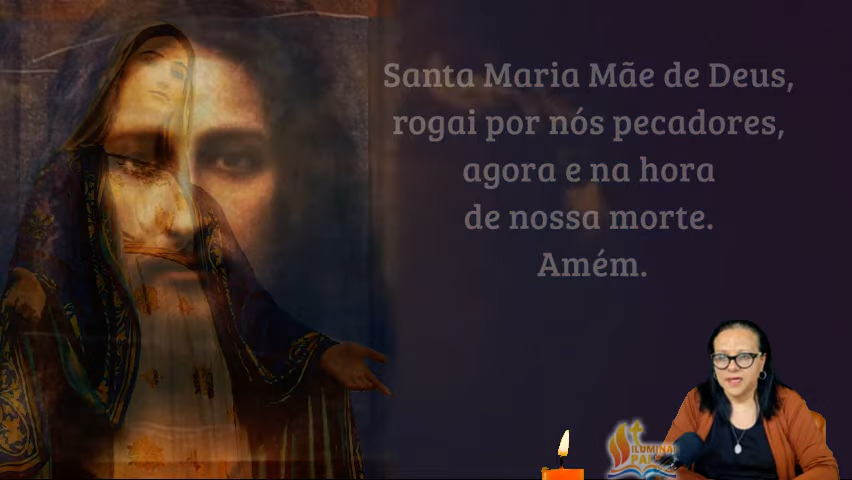 Santa Maria Mãe de Deus,
rogai por nós pecadores,
agora e na hora
de nossa morte.
Amém.